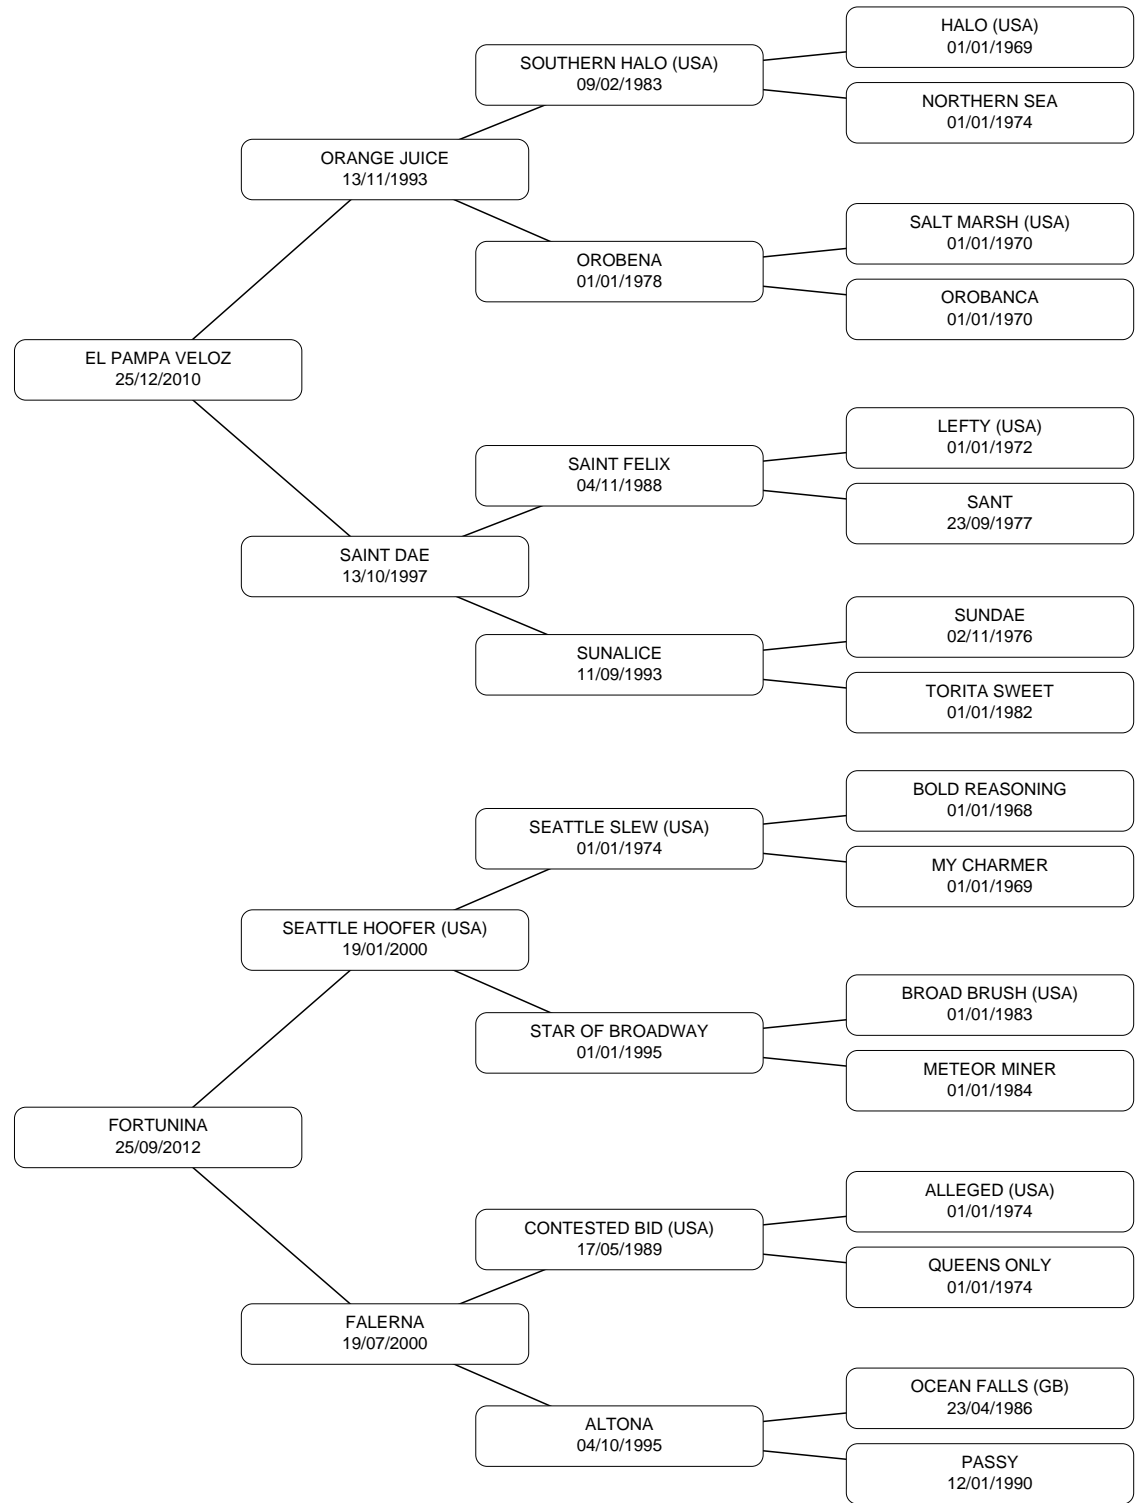 HALO (USA)
01/01/1969
SOUTHERN HALO (USA)
09/02/1983
NORTHERN SEA
01/01/1974
ORANGE JUICE
13/11/1993
SALT MARSH (USA)
01/01/1970
OROBENA
01/01/1978
OROBANCA
01/01/1970
EL PAMPA VELOZ
25/12/2010
LEFTY (USA)
01/01/1972
SAINT FELIX
04/11/1988
SANT
23/09/1977
SAINT DAE
13/10/1997
SUNDAE
02/11/1976
SUNALICE
11/09/1993
TORITA SWEET
01/01/1982
BOLD REASONING
01/01/1968
SEATTLE SLEW (USA)
01/01/1974
MY CHARMER
01/01/1969
SEATTLE HOOFER (USA)
19/01/2000
BROAD BRUSH (USA)
01/01/1983
STAR OF BROADWAY
01/01/1995
METEOR MINER
01/01/1984
FORTUNINA
25/09/2012
ALLEGED (USA)
01/01/1974
CONTESTED BID (USA)
17/05/1989
QUEENS ONLY
01/01/1974
FALERNA
19/07/2000
OCEAN FALLS (GB)
23/04/1986
ALTONA
04/10/1995
PASSY
12/01/1990